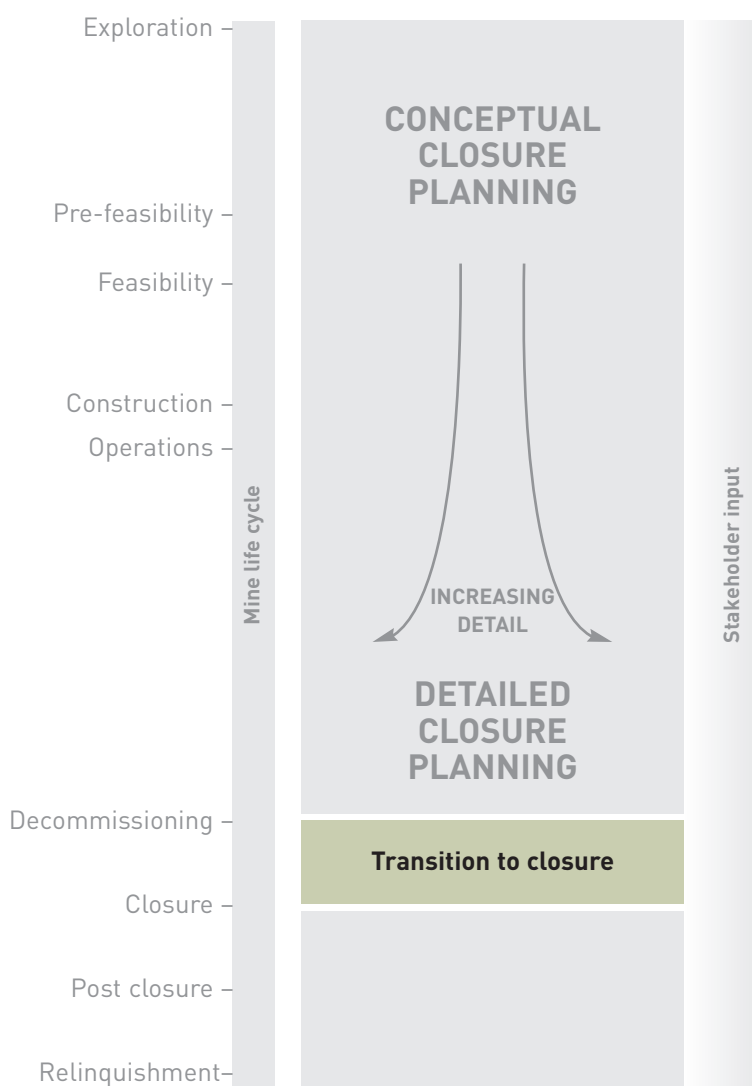 Exploration
Pre-feasibility
Feasibility
Construction
Operations
Decommissioning
Closure
Post closure
Relinquishment
Mine life cycle
CONCEPTUAL
CLOSURE
PLANNING
INCREASING
DETAIL
DETAILED
CLOSURE
PLANNING
Transition to closure
Stakeholder input